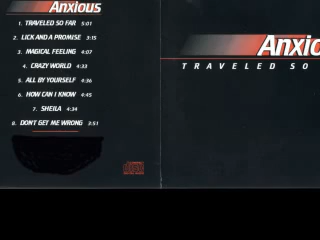 Anxious
1. TRAVELED SO FAR 5:01
2. LICK AND A PROMISE 3:15
3. MAGICAL FEELING 4:07
4. CRAZY WORLD 4:33
5. ALL BY YOURSELF 4:36
6. HOW CAN I KNOW 4:45
7. SHEILA 4:34
8. DON'T GET ME WRONG 3:51
Anxio
TRAVELED SO